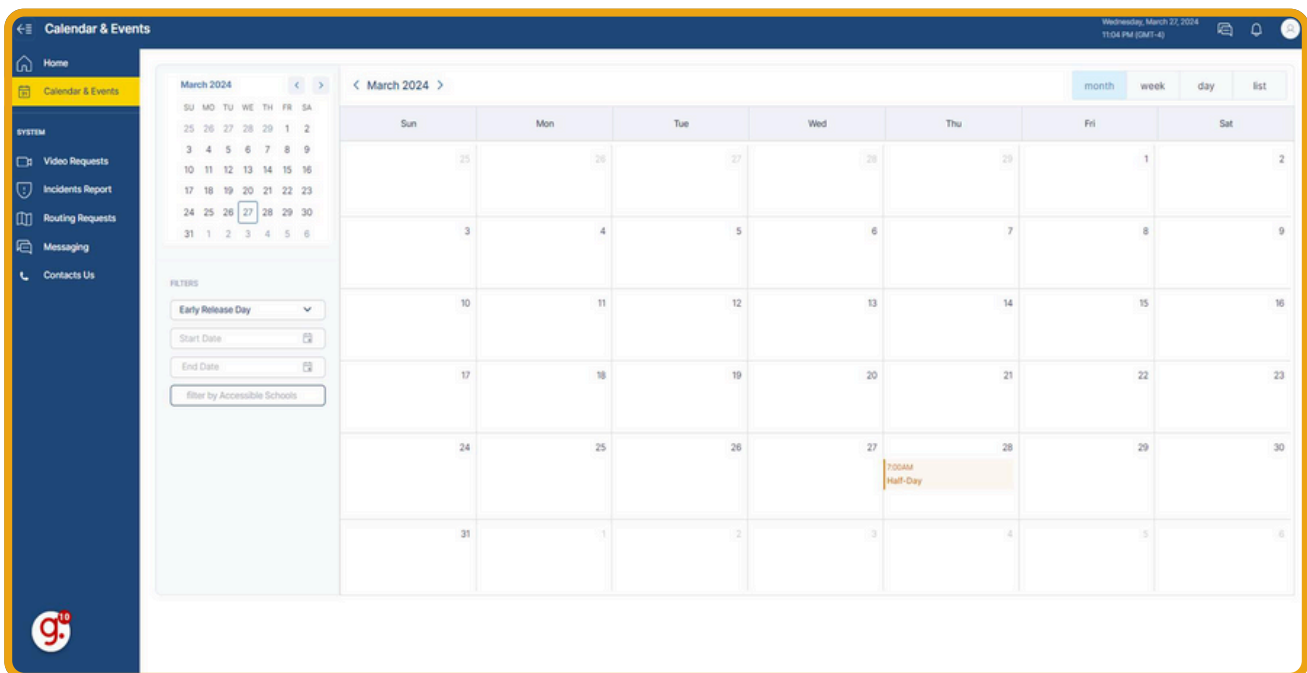 Calendar & Events
Wednesday, March 27, 2024
11:04 PM (GMT-4)
Home
Calendar & Events
SYSTEM
Video Requests
Incidents Report
Routing Requests
Messaging
Contacts Us
March 2024
SU MO TU WE TH FR SA
25 26 27 28 29 1 2
3 4 5 6 7 8 9
10 11 12 13 14 15 16
17 18 19 20 21 22 23
24 25 26 27 28 29 30
31 1 2 3 4 5 6
FILTERS
Early Release Day
Start Date
End Date
filter by Accessible Schools
March 2024
month week day list
Sun Mon Tue Wed Thu Fri Sat
25 26 27 28 29 1 2
3 4 5 6 7 8 9
10 11 12 13 14 15 16
17 18 19 20 21 22 23
24 25 26 27 28 29 30
7:00AM
Half-Day
31 1 2 3 4 5 6
g.
10